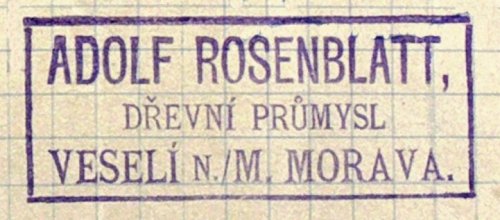 ADOLF ROSENBLATT,
DŘEVNÍ PRŮMYSL
VESELÍ N./M. MORAVA.